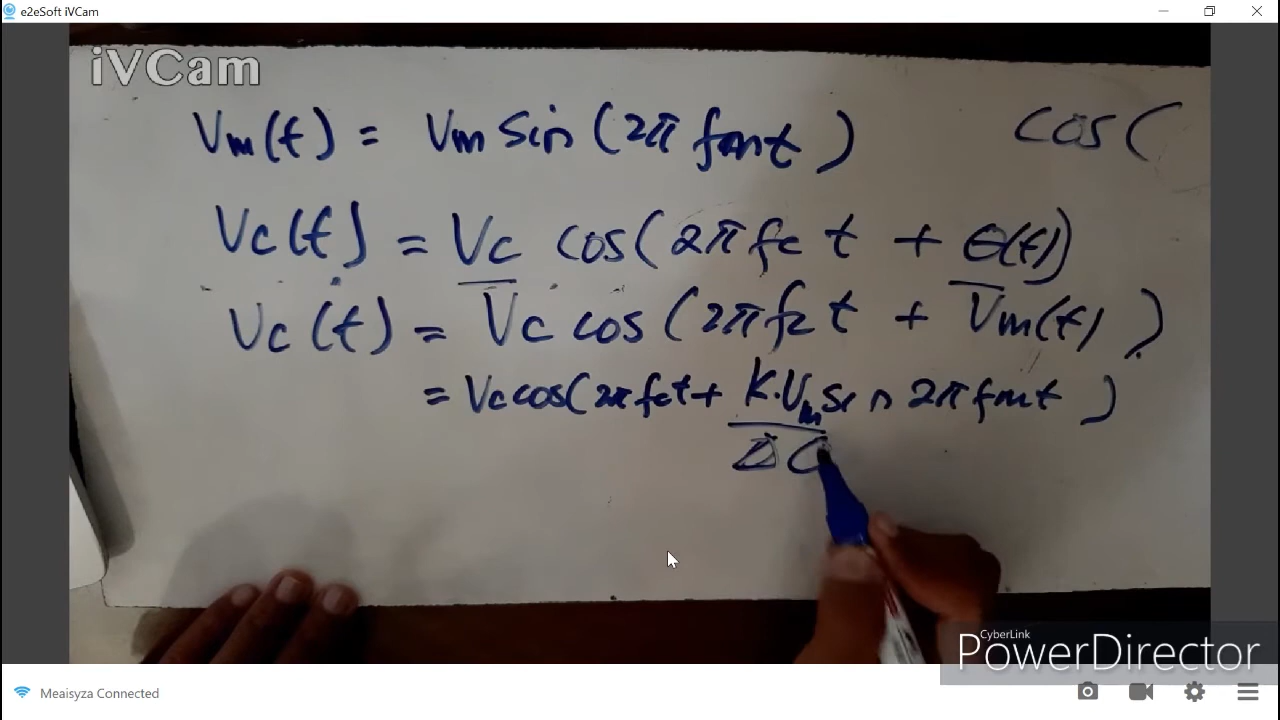 e2eSoft iVCam
iVCam
Vm(t) = Vm Sin (2π fmt) cos (
Vc(t) = Vc cos(2π fc t + θ(t))
Vc (t) = Vc cos (2π fc t + Vm(t) )
= Vc cos(2π fct + K.Vm sin 2π fmt )
Δ
CyberLink
PowerDirector
Meaisyza Connected